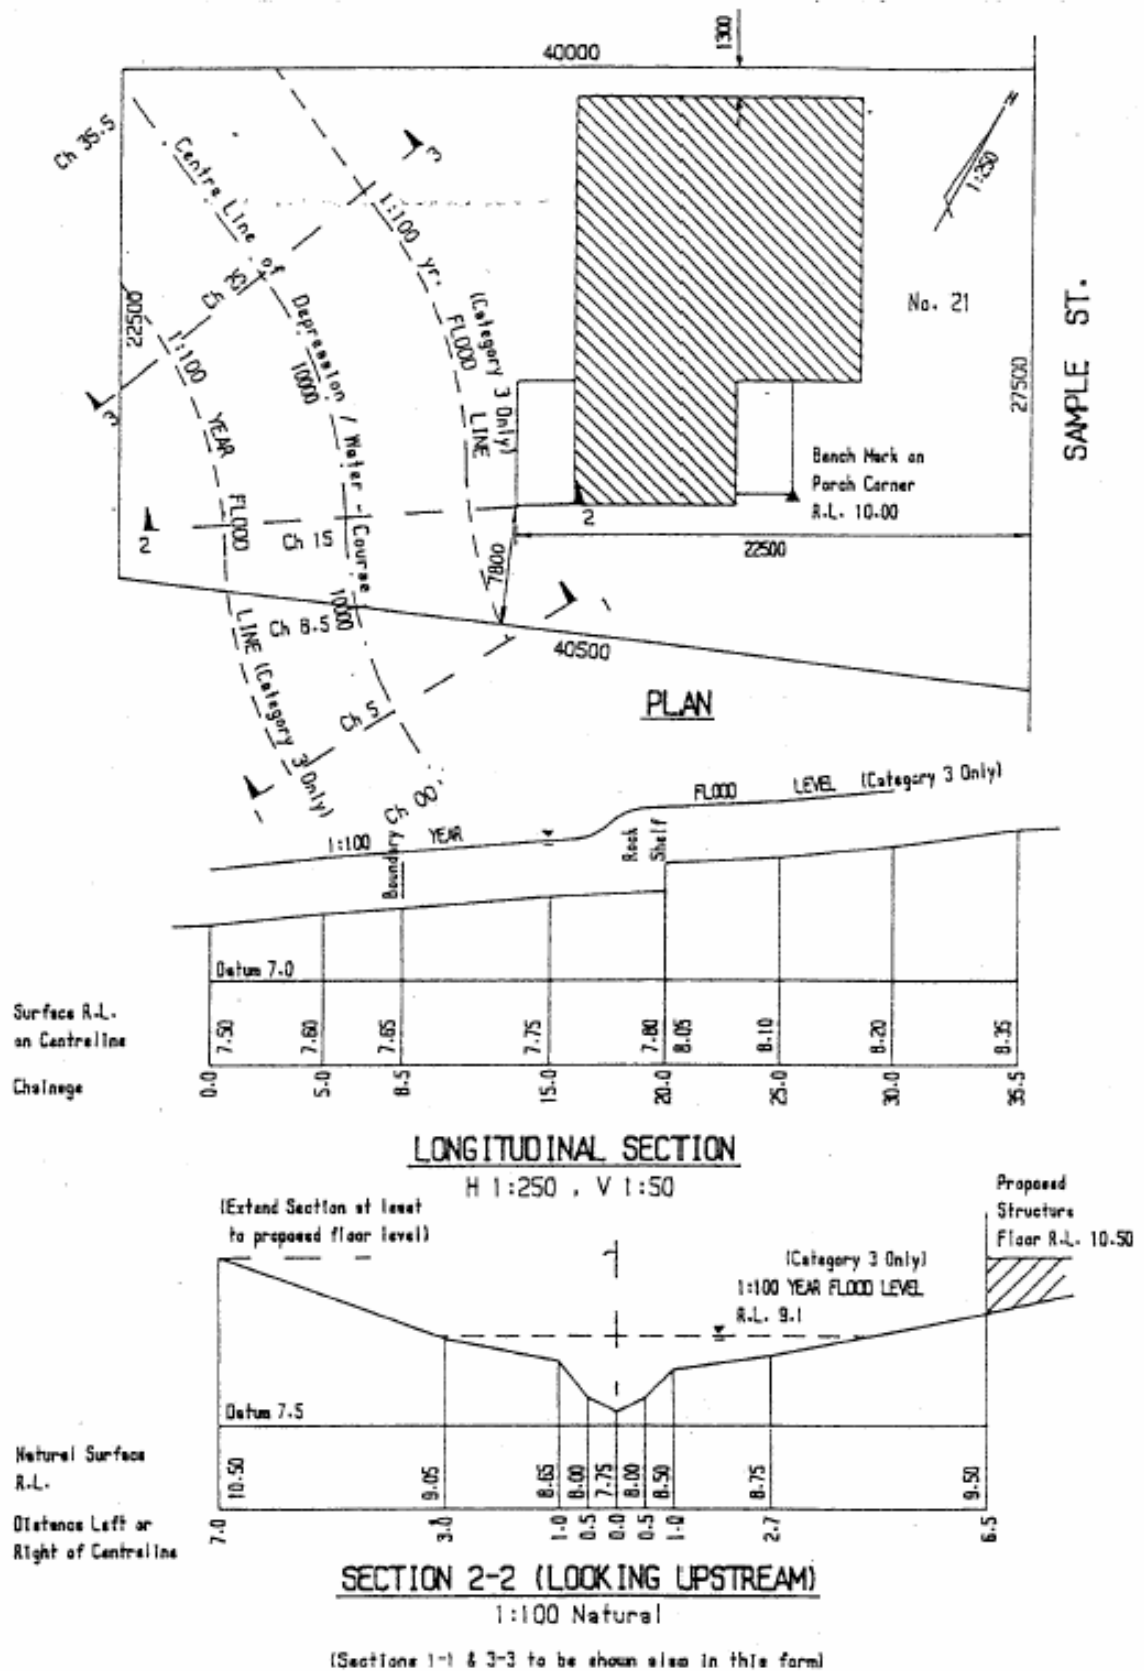 40000
1300
Ch 35.5
Centre Line of Depression / Water - Course
3
N
1:250
1:100 yr. FLOOD LINE
(Category 3 Only)
Ch 30
22500
No. 21
SAMPLE ST.
27500
10000
1:100 YEAR FLOOD LINE (Category 3 Only)
3
Bench Mark on
Porch Corner
R.L. 10.00
2
2
Ch 15
22500
7800
10000
Ch 8.5
1
40500
Ch 5
PLAN
Ch 00
1
1:100 YEAR FLOOD LEVEL (Category 3 Only)
Boundary
Rock
Shelf
Datum 7.0
Surface R.L.
on Centreline
7.50 7.60 7.65 7.75 7.80 8.05 8.10 8.20 8.35
Chainage
0.0 5.0 8.5 15.0 20.0 25.0 30.0 35.5
LONGITUDINAL SECTION
H 1:250 , V 1:50
(Extend Section at least
to proposed floor level)
Proposed
Structure
Floor R.L. 10.50
(Category 3 Only)
1:100 YEAR FLOOD LEVEL
R.L. 9.1
Datum 7.5
Natural Surface
R.L.
10.50 9.05 8.65 8.00 7.75 8.00 8.50 8.75 9.50
Distance Left or
Right of Centreline
7.0 3.0 1.0 0.5 0.0 0.5 1.0 2.7 6.5
SECTION 2-2 (LOOKING UPSTREAM)
1:100 Natural
(Sections 1-1 & 3-3 to be shown also in this form)